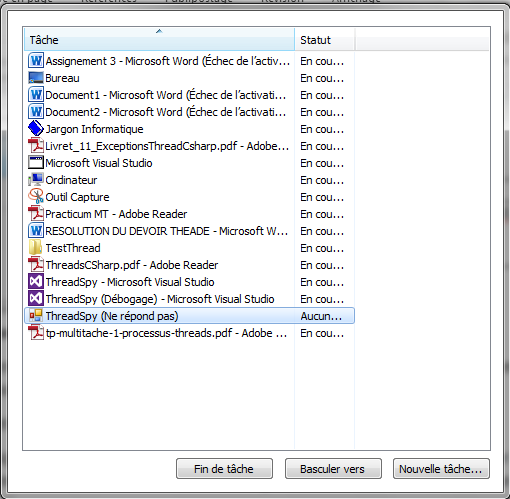 Tâche Statut
Assignement 3 - Microsoft Word (Échec de l'activ... En cou...
Bureau En cou...
Document1 - Microsoft Word (Échec de l'activati... En cou...
Document2 - Microsoft Word (Échec de l'activati... En cou...
Jargon Informatique En cou...
Livret_11_ExceptionsThreadCsharp.pdf - Adobe... En cou...
Microsoft Visual Studio En cou...
Ordinateur En cou...
Outil Capture En cou...
Practicum MT - Adobe Reader En cou...
RESOLUTION DU DEVOIR THEADE - Microsoft W... En cou...
TestThread En cou...
ThreadsCSharp.pdf - Adobe Reader En cou...
ThreadSpy - Microsoft Visual Studio En cou...
ThreadSpy (Débogage) - Microsoft Visual Studio En cou...
ThreadSpy (Ne répond pas) Aucun...
tp-multitache-1-processus-threads.pdf - Adobe ... En cou...
Fin de tâche Basculer vers Nouvelle tâche...